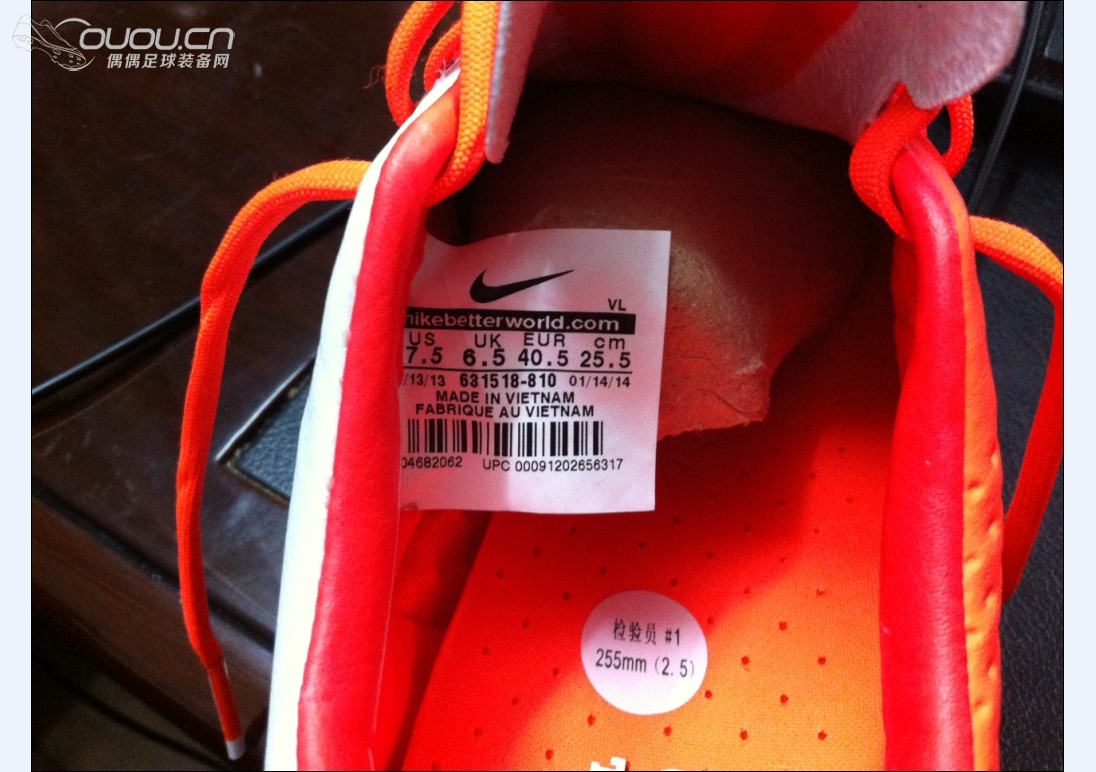 OUOU.CN
偶偶足球装备网
VL
nikebetterworld.com
US UK EUR cm
7.5 6.5 40.5 25.5
/13/13 631518-810 01/14/14
MADE IN VIETNAM
FABRIQUE AU VIETNAM
04682062 UPC 00091202656317
检验员 #1
255mm (2.5)